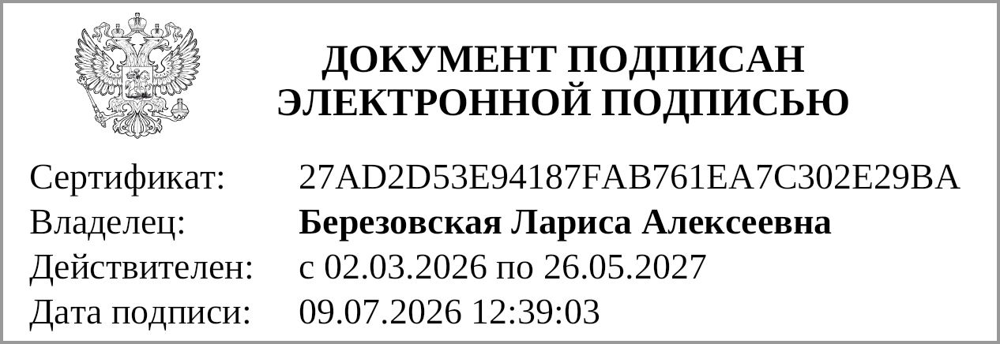 ДОКУМЕНТ ПОДПИСАН
ЭЛЕКТРОННОЙ ПОДПИСЬЮ
Сертификат: 27AD2D53E94187FAB761EA7C302E29BA
Владелец: Березовская Лариса Алексеевна
Действителен: с 02.03.2026 по 26.05.2027
Дата подписи: 09.07.2026 12:39:03